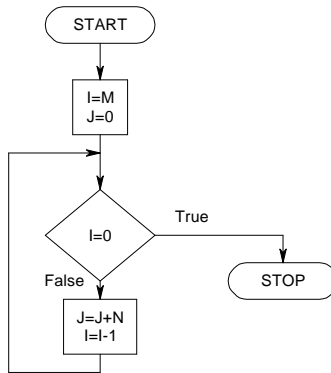 START
I=M
J=0
I=0
True
False
STOP
J=J+N
I=I-1